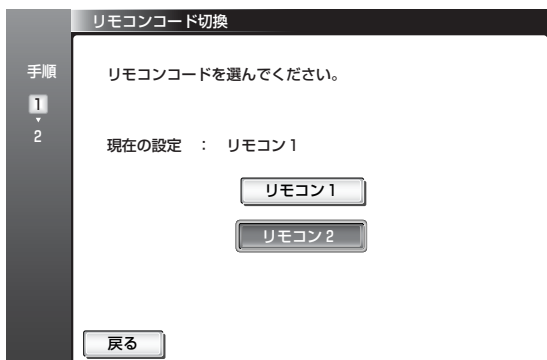 リモコンコード切換
手順
1
2
リモコンコードを選んでください。
現在の設定 : リモコン1
リモコン1
リモコン2
戻る